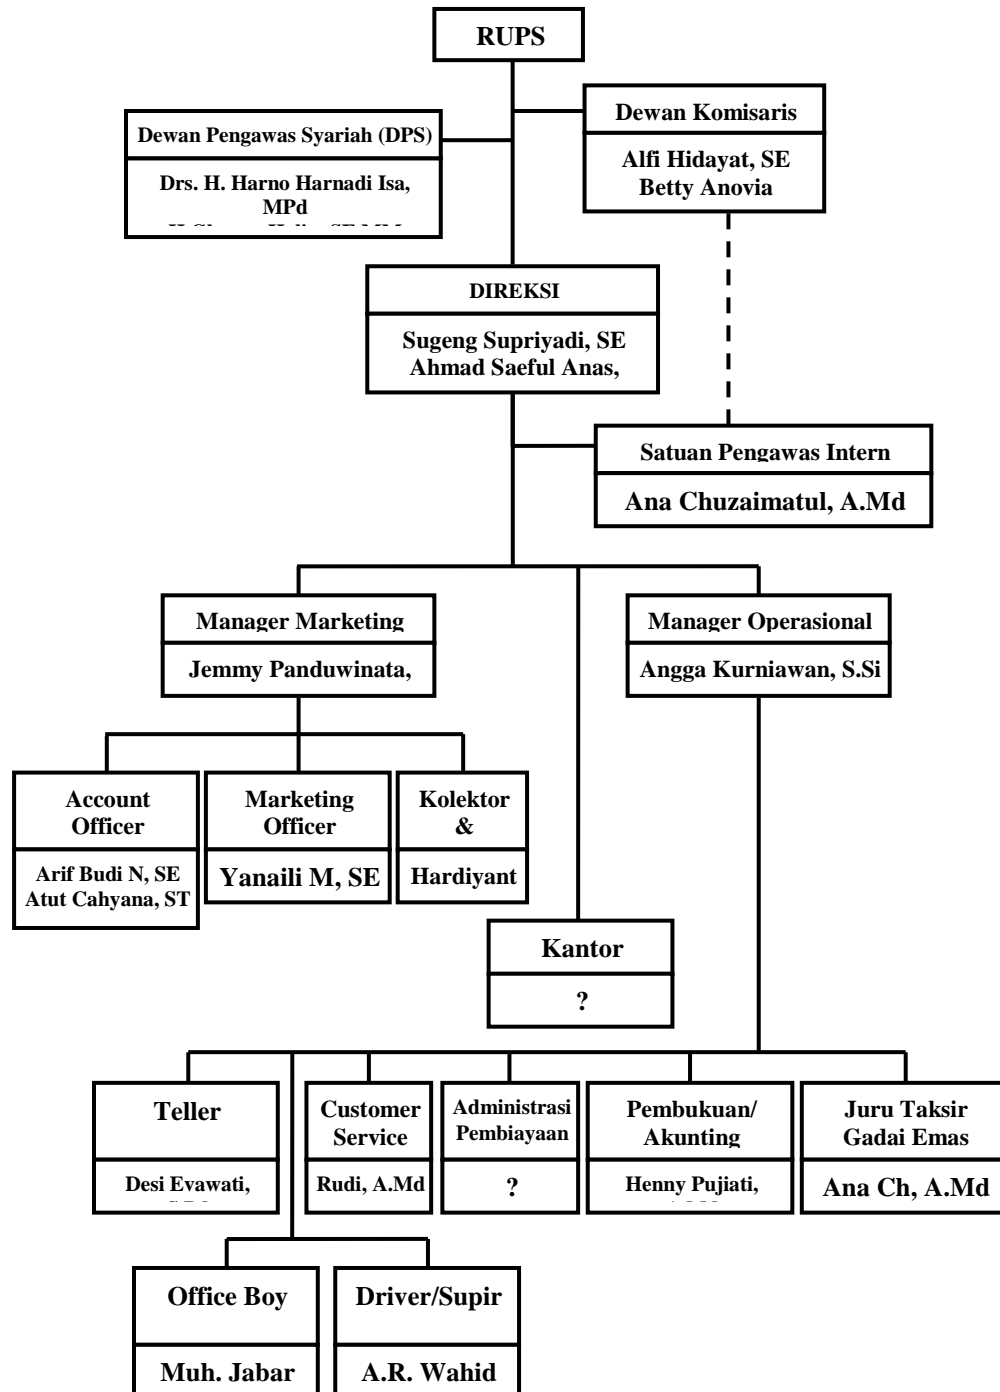 RUPS
Dewan Komisaris
Alfi Hidayat, SE
Betty Anovia
Dewan Pengawas Syariah (DPS)
Drs. H. Harno Harnadi Isa,
MPd
DIREKSI
Sugeng Supriyadi, SE
Ahmad Saeful Anas,
Satuan Pengawas Intern
Ana Chuzaimatul, A.Md
Manager Marketing
Jemmy Panduwinata,
Manager Operasional
Angga Kurniawan, S.Si
Account
Officer
Arif Budi N, SE
Atut Cahyana, ST
Marketing
Officer
Yanaili M, SE
Kolektor
&
Hardiyant
Kantor
?
Teller
Desi Evawati,
Customer
Service
Rudi, A.Md
Administrasi
Pembiayaan
?
Pembukuan/
Akunting
Henny Pujiati,
Juru Taksir
Gadai Emas
Ana Ch, A.Md
Office Boy
Muh. Jabar
Driver/Supir
A.R. Wahid